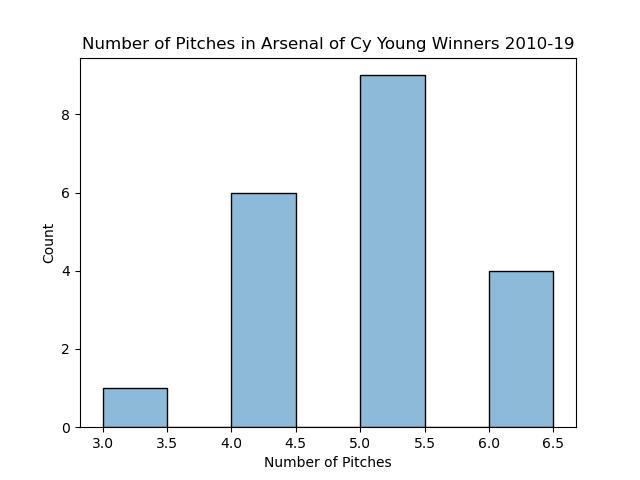 Number of Pitches in Arsenal of Cy Young Winners 2010-19
8
6
4
2
0
Count
3.0 3.5 4.0 4.5 5.0 5.5 6.0 6.5
Number of Pitches